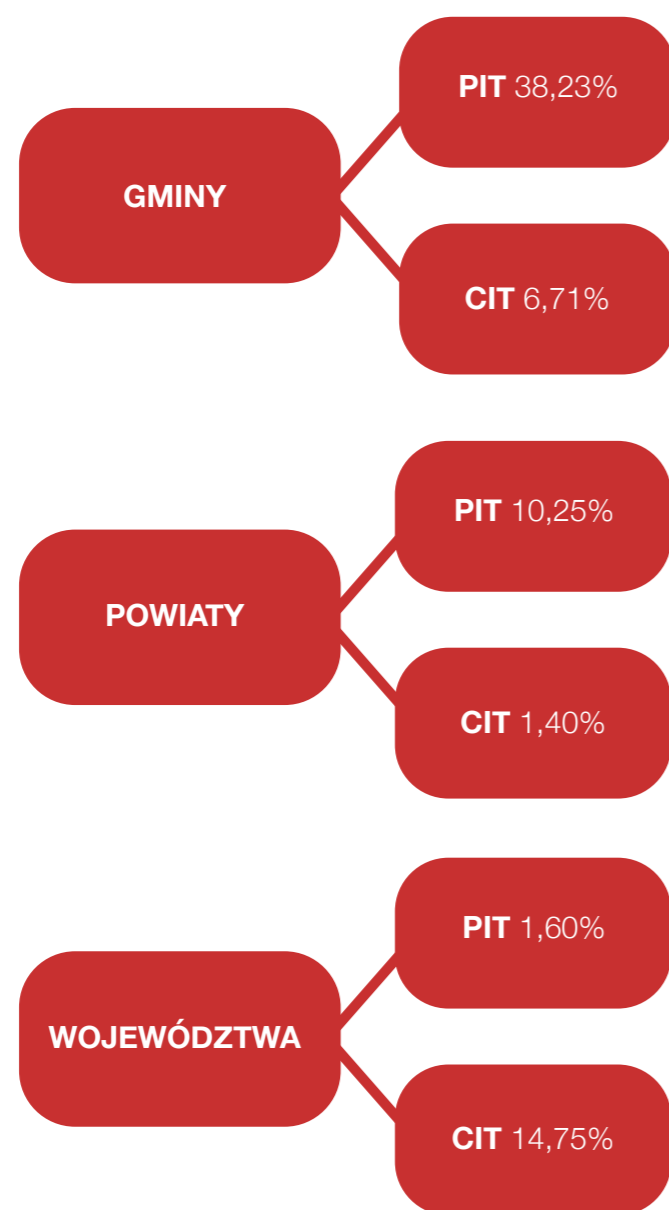 PIT 38,23%
GMINY
CIT 6,71%
PIT 10,25%
POWIATY
CIT 1,40%
PIT 1,60%
WOJEWÓDZTWA
CIT 14,75%